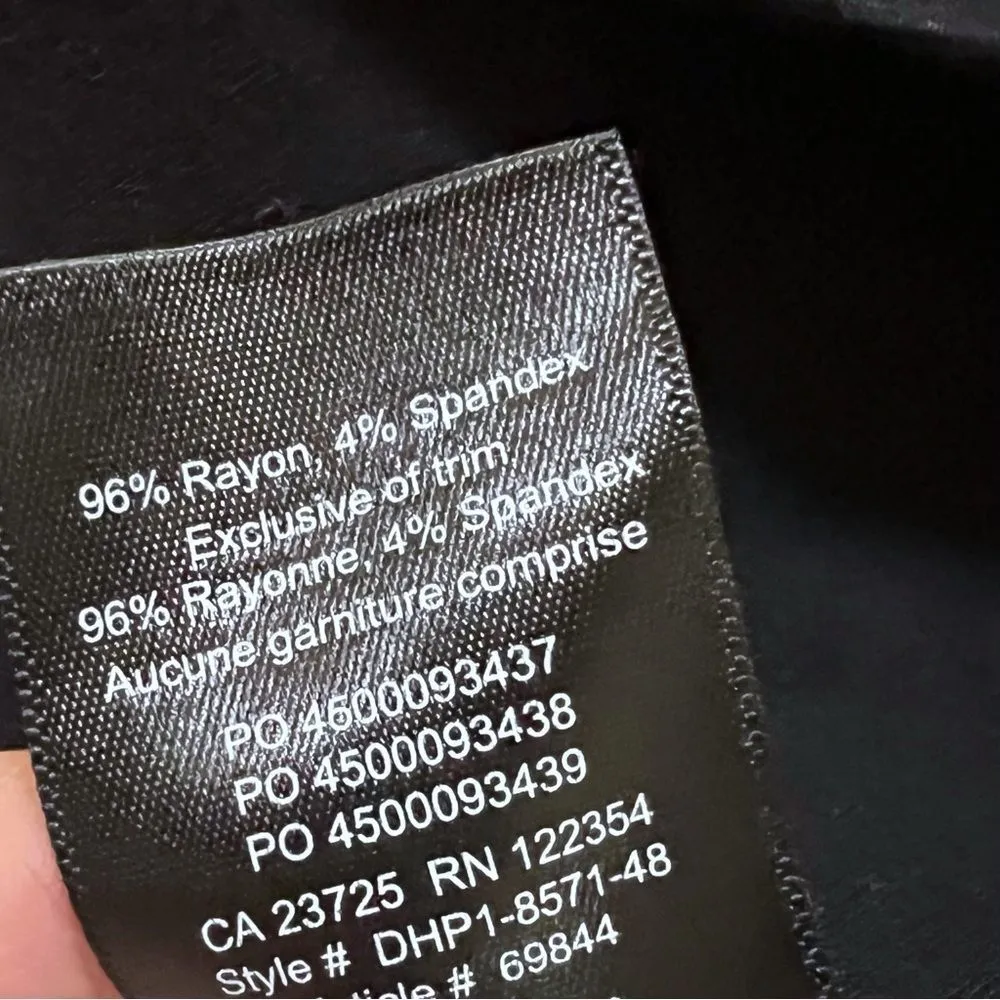 96% Rayon, 4% Spandex
Exclusive of trim
96% Rayonne, 4% Spandex
Aucune garniture comprise
PO 4500093437
PO 4500093438
PO 4500093439
CA 23725 RN 122354
Style # DHP1-8571-48
# 69844